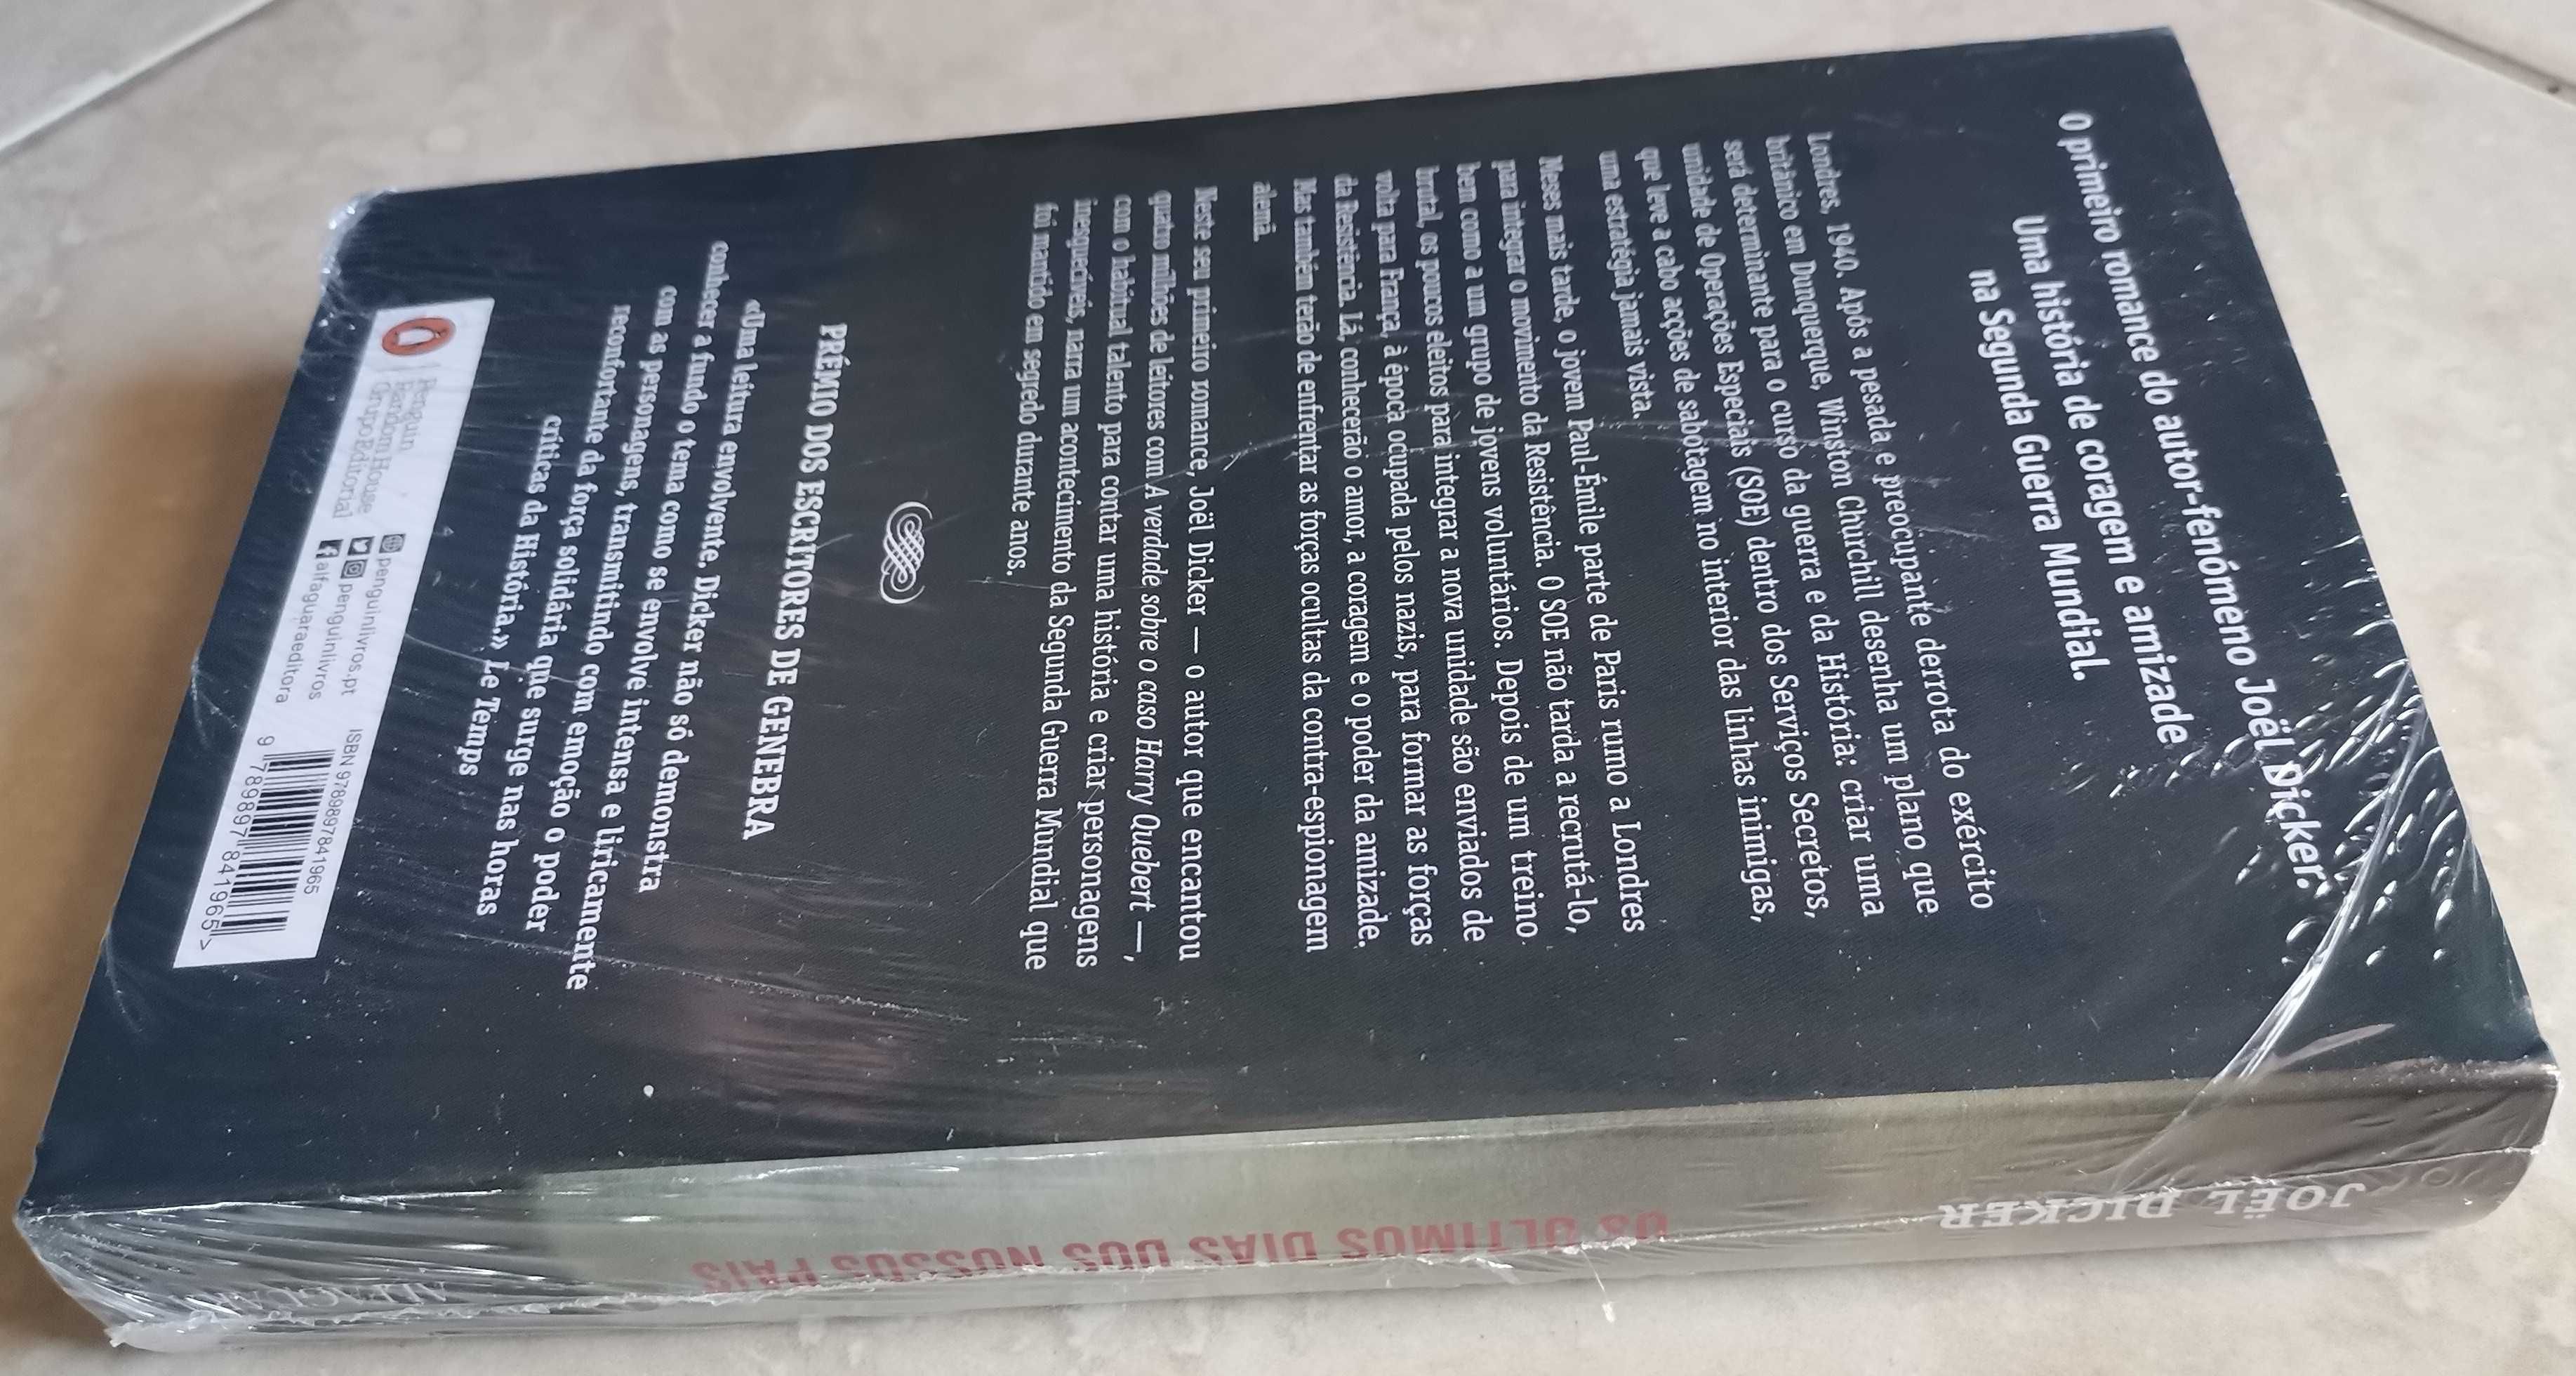 O primeiro romance do autor-fenómeno Joël Dicker.
Uma história de coragem e amizade
na Segunda Guerra Mundial.
Londres, 1940. Após a pesada e preocupante derrota do exército
britânico em Dunquerque, Winston Churchill desenha um plano que
será determinante para o curso da guerra e da História: criar uma
unidade de Operações Especiais (SOE) dentro dos Serviços Secretos,
que leve a cabo acções de sabotagem no interior das linhas inimigas,
uma estratégia jamais vista.
Meses mais tarde, o jovem Paul-Émile parte de Paris rumo a Londres
para integrar o movimento da Resistência. O SOE não tarda a recrutá-lo,
bem como a um grupo de jovens voluntários. Depois de um treino
brutal, os poucos eleitos para integrar a nova unidade são enviados de
volta para França, à época ocupada pelos nazis, para formar as forças
da Resistência. Lá, conhecerão o amor, a coragem e o poder da amizade.
Mas também terão de enfrentar as forças ocultas da contra-espionagem
alemã.
Neste seu primeiro romance, Joël Dicker — o autor que encantou
quatro milhões de leitores com A verdade sobre o caso Harry Quebert —,
com o habitual talento para contar uma história e criar personagens
inesquecíveis, narra um acontecimento da Segunda Guerra Mundial que
foi mantido em segredo durante anos.
PRÉMIO DOS ESCRITORES DE GENEBRA
«Uma leitura envolvente. Dicker não só demonstra
conhecer a fundo o tema como se envolve intensa e liricamente
com as personagens, transmitindo com emoção o poder
reconfortante da força solidária que surge nas horas
críticas da História.» Le Temps
Penguin
Random House
Grupo Editorial
penguinlivros.pt
penguinlivros
alfaguaraeditora
ISBN 9789897841965
9 789897 841965 >
JOËL DICKER
OS ÚLTIMOS DIAS DOS NOSSOS PAIS